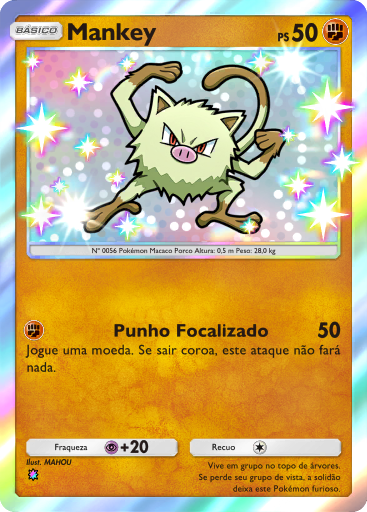 BÁSICO Mankey PS 50
Nº 0056 Pokémon Macaco Porco Altura: 0,5 m Peso: 28,0 kg
Punho Focalizado 50
Jogue uma moeda. Se sair coroa, este ataque não fará
nada.
Fraqueza +20 Recuo
Ilust. MAHOU
Vive em grupo no topo de árvores.
Se perde seu grupo de vista, a solidão
deixa este Pokémon furioso.